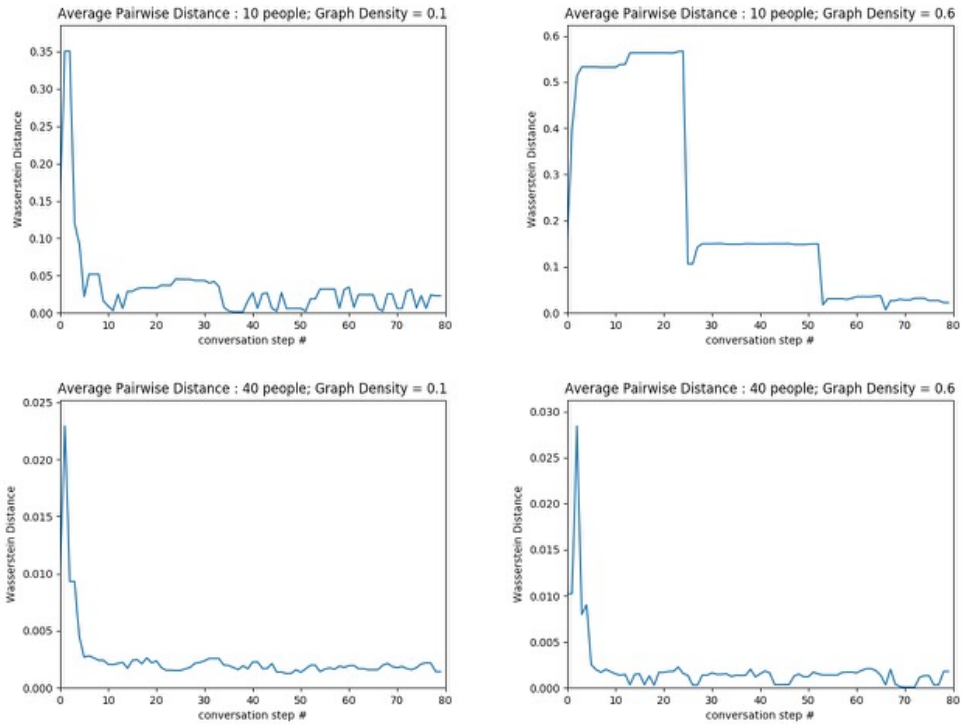 Average Pairwise Distance : 10 people; Graph Density = 0.1
0.35
0.30
0.25
0.20
0.15
0.10
0.05
0.00
Wasserstein Distance
0 10 20 30 40 50 60 70 80
conversation step #
Average Pairwise Distance : 10 people; Graph Density = 0.6
0.6
0.5
0.4
0.3
0.2
0.1
0.0
Wasserstein Distance
0 10 20 30 40 50 60 70 80
conversation step #
Average Pairwise Distance : 40 people; Graph Density = 0.1
0.025
0.020
0.015
0.010
0.005
0.000
Wasserstein Distance
0 10 20 30 40 50 60 70 80
conversation step #
Average Pairwise Distance : 40 people; Graph Density = 0.6
0.030
0.025
0.020
0.015
0.010
0.005
0.000
Wasserstein Distance
0 10 20 30 40 50 60 70 80
conversation step #